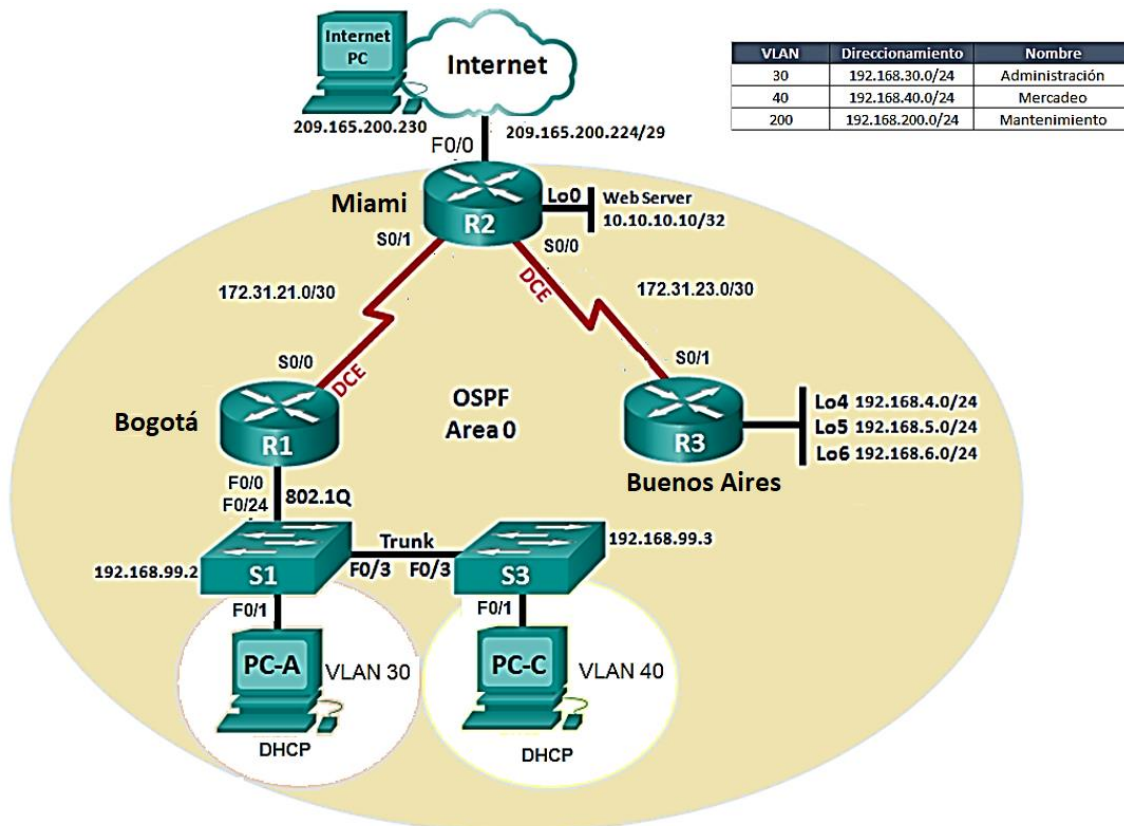 Internet
PC
Internet
209.165.200.230
209.165.200.224/29
F0/0
VLAN Direccionamiento Nombre
30 192.168.30.0/24 Administración
40 192.168.40.0/24 Mercadeo
200 192.168.200.0/24 Mantenimiento
Miami
R2
Lo0
Web Server
10.10.10.10/32
S0/1
S0/0
DCE
172.31.21.0/30
172.31.23.0/30
S0/0
DCE
S0/1
OSPF
Area 0
Bogotá
R1
R3
Buenos Aires
Lo4 192.168.4.0/24
Lo5 192.168.5.0/24
Lo6 192.168.6.0/24
F0/0
F0/24
802.1Q
Trunk
F0/3 F0/3
192.168.99.2
S1
S3
192.168.99.3
F0/1
F0/1
PC-A
VLAN 30
DHCP
PC-C
VLAN 40
DHCP